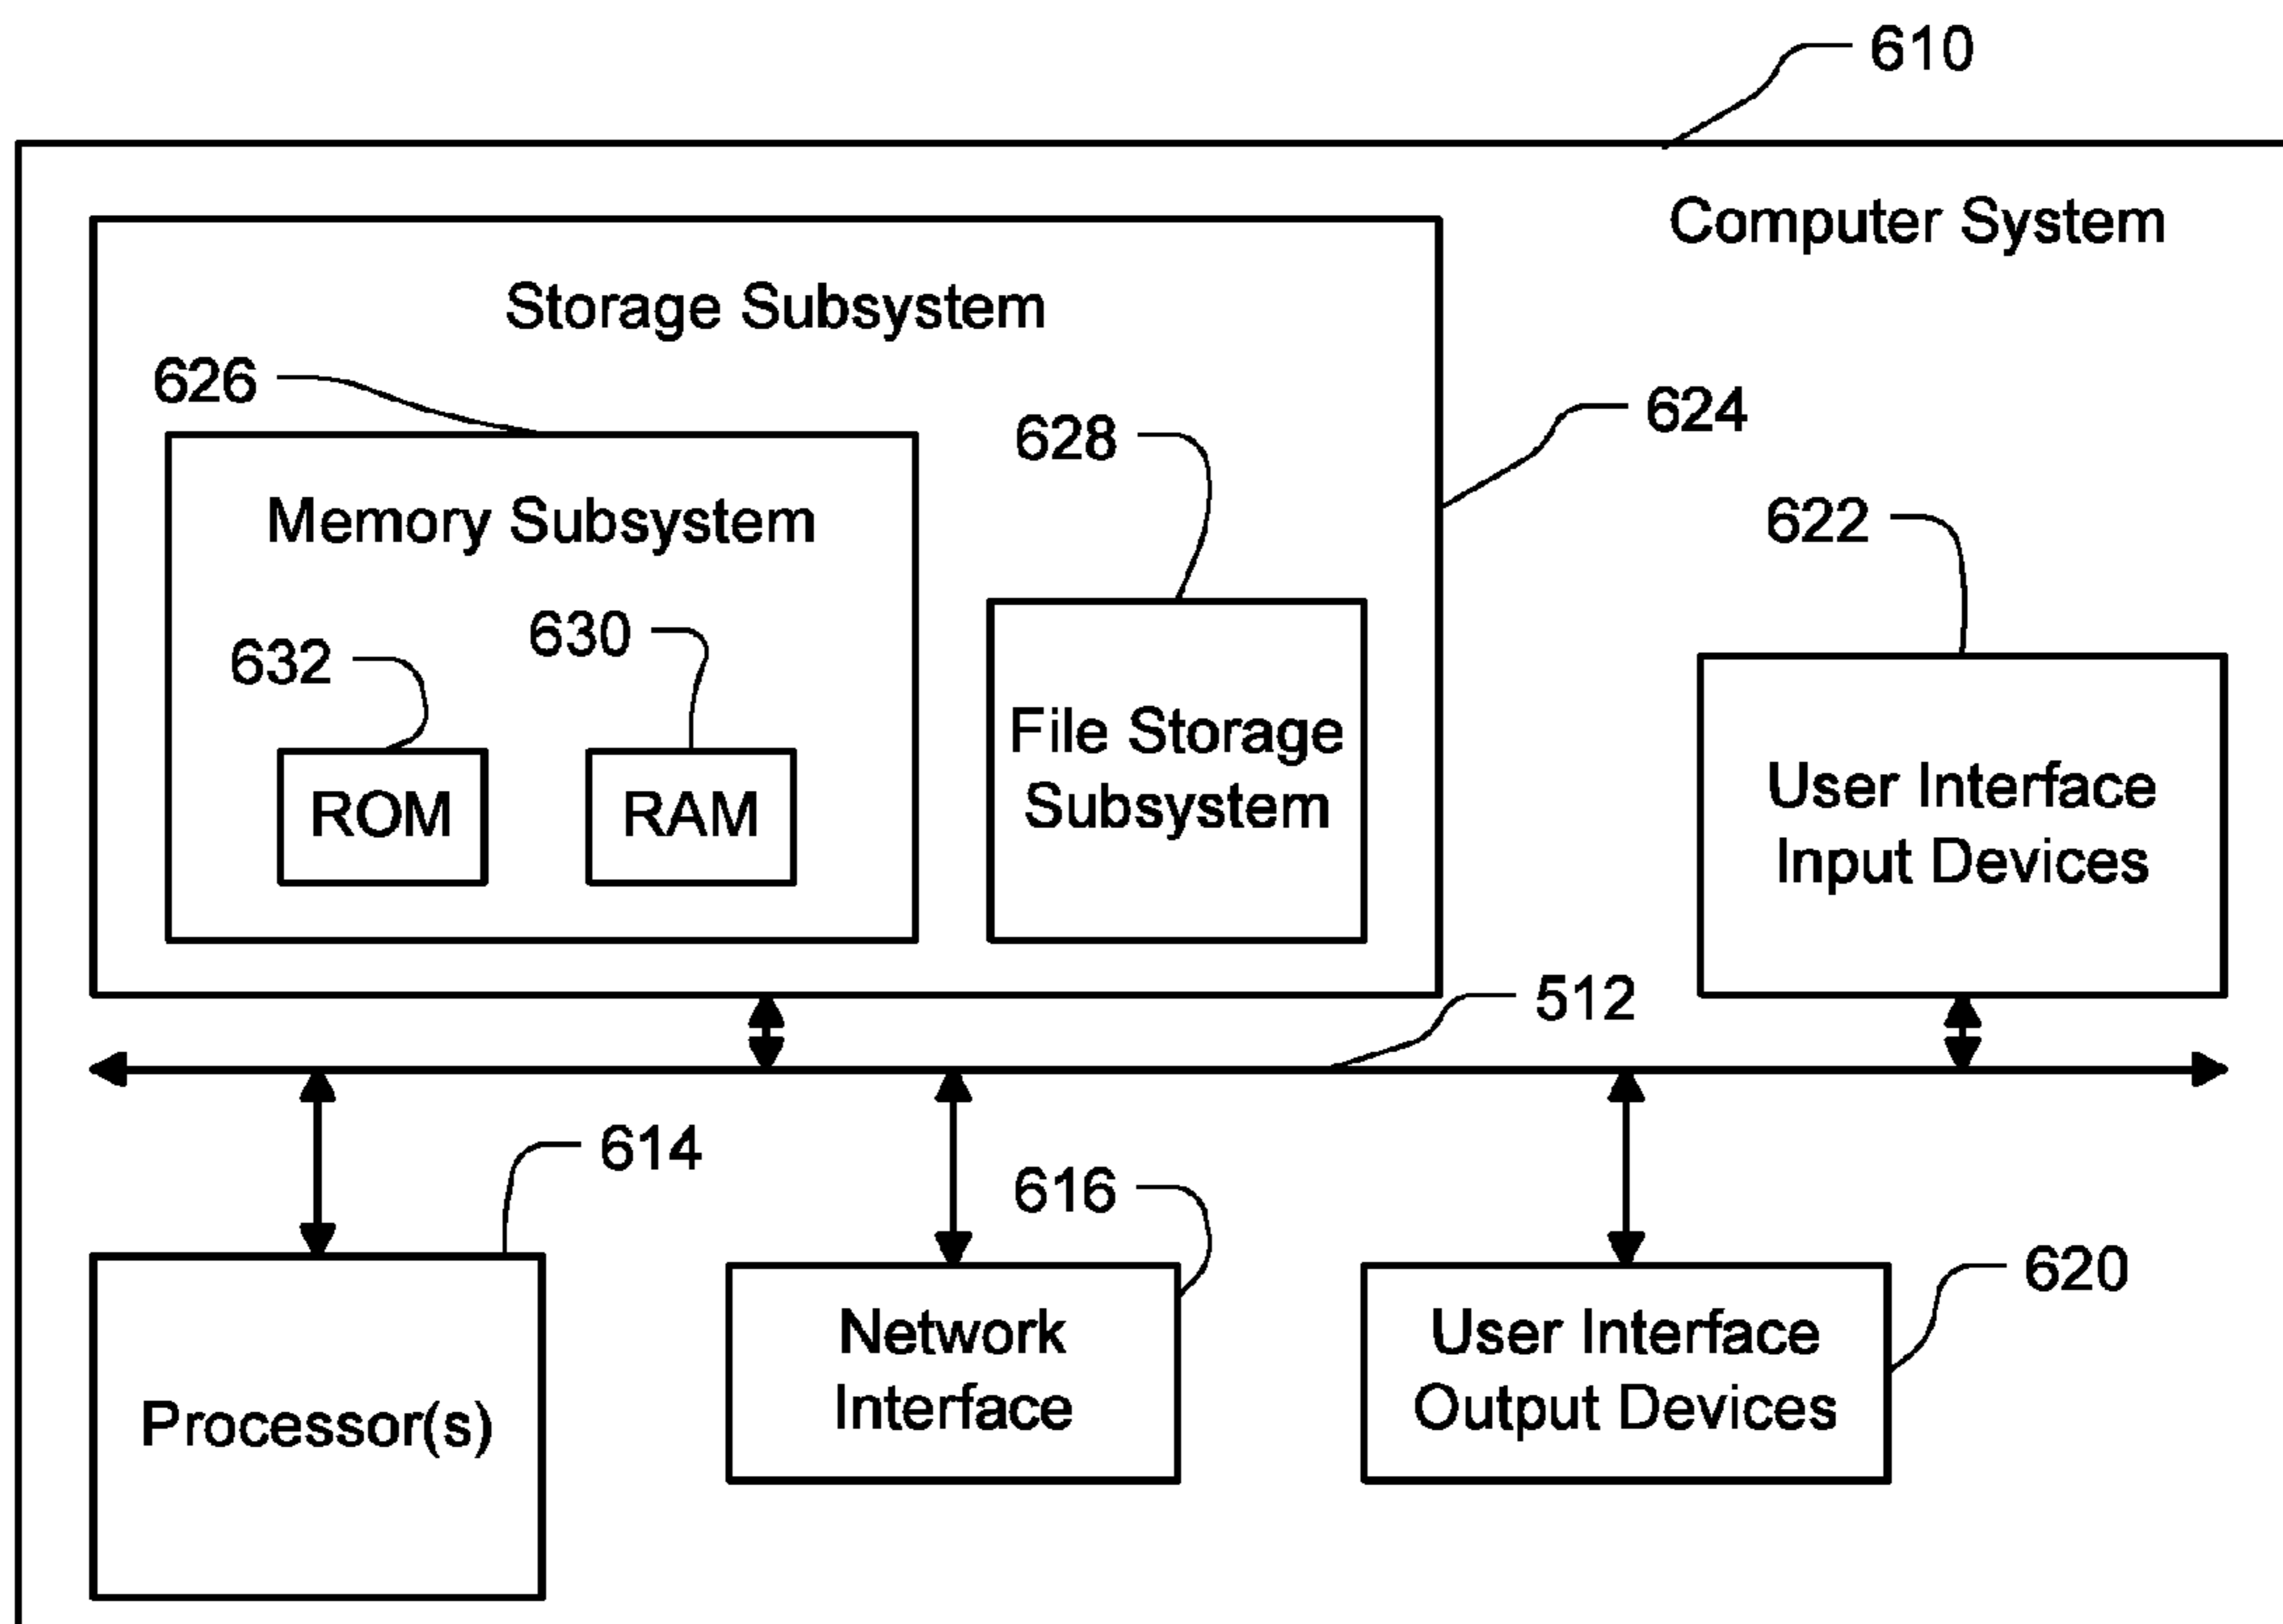 610
Computer System
Storage Subsystem
626
624
628
Memory Subsystem
622
630
632
File Storage
Subsystem
ROM
RAM
User Interface
Input Devices
512
614
616
620
Network
Interface
User Interface
Output Devices
Processor(s)